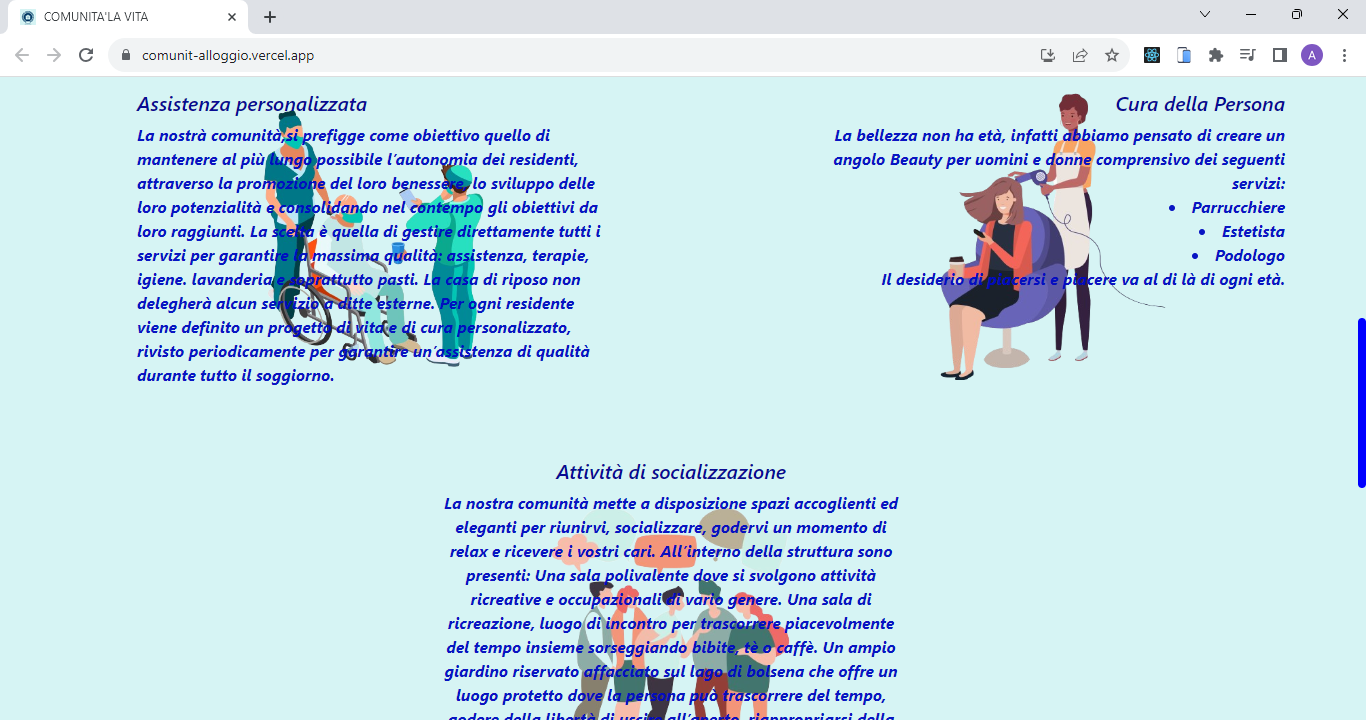 COMUNITA'LA VITA
comunit-alloggio.vercel.app
A
Assistenza personalizzata
La nostrà comunità si prefigge come obiettivo quello di
mantenere al più lungo possibile l'autonomia dei residenti,
attraverso la promozione del loro benessere, lo sviluppo delle
loro potenzialità e consolidando nel contempo gli obiettivi da
loro raggiunti. La scelta è quella di gestire direttamente tutti i
servizi per garantire la massima qualità: assistenza, terapie,
igiene. lavanderia e soprattutto pasti. La casa di riposo non
delegherà alcun servizio a ditte esterne. Per ogni residente
viene definito un progetto di vita e di cura personalizzato,
rivisto periodicamente per garantire un'assistenza di qualità
durante tutto il soggiorno.
Cura della Persona
La bellezza non ha età, infatti abbiamo pensato di creare un
angolo Beauty per uomini e donne comprensivo dei seguenti
servizi:
• Parrucchiere
• Estetista
• Podologo
Il desiderio di piacersi e piacere va al di là di ogni età.
Attività di socializzazione
La nostra comunità mette a disposizione spazi accoglienti ed
eleganti per riunirvi, socializzare, godervi un momento di
relax e ricevere i vostri cari. All'interno della struttura sono
presenti: Una sala polivalente dove si svolgono attività
ricreative e occupazionali di vario genere. Una sala di
ricreazione, luogo di incontro per trascorrere piacevolmente
del tempo insieme sorseggiando bibite, tè o caffè. Un ampio
giardino riservato affacciato sul lago di bolsena che offre un
luogo protetto dove la persona può trascorrere del tempo,
godere della libertà di uscire all'aperto, riappropriarsi della